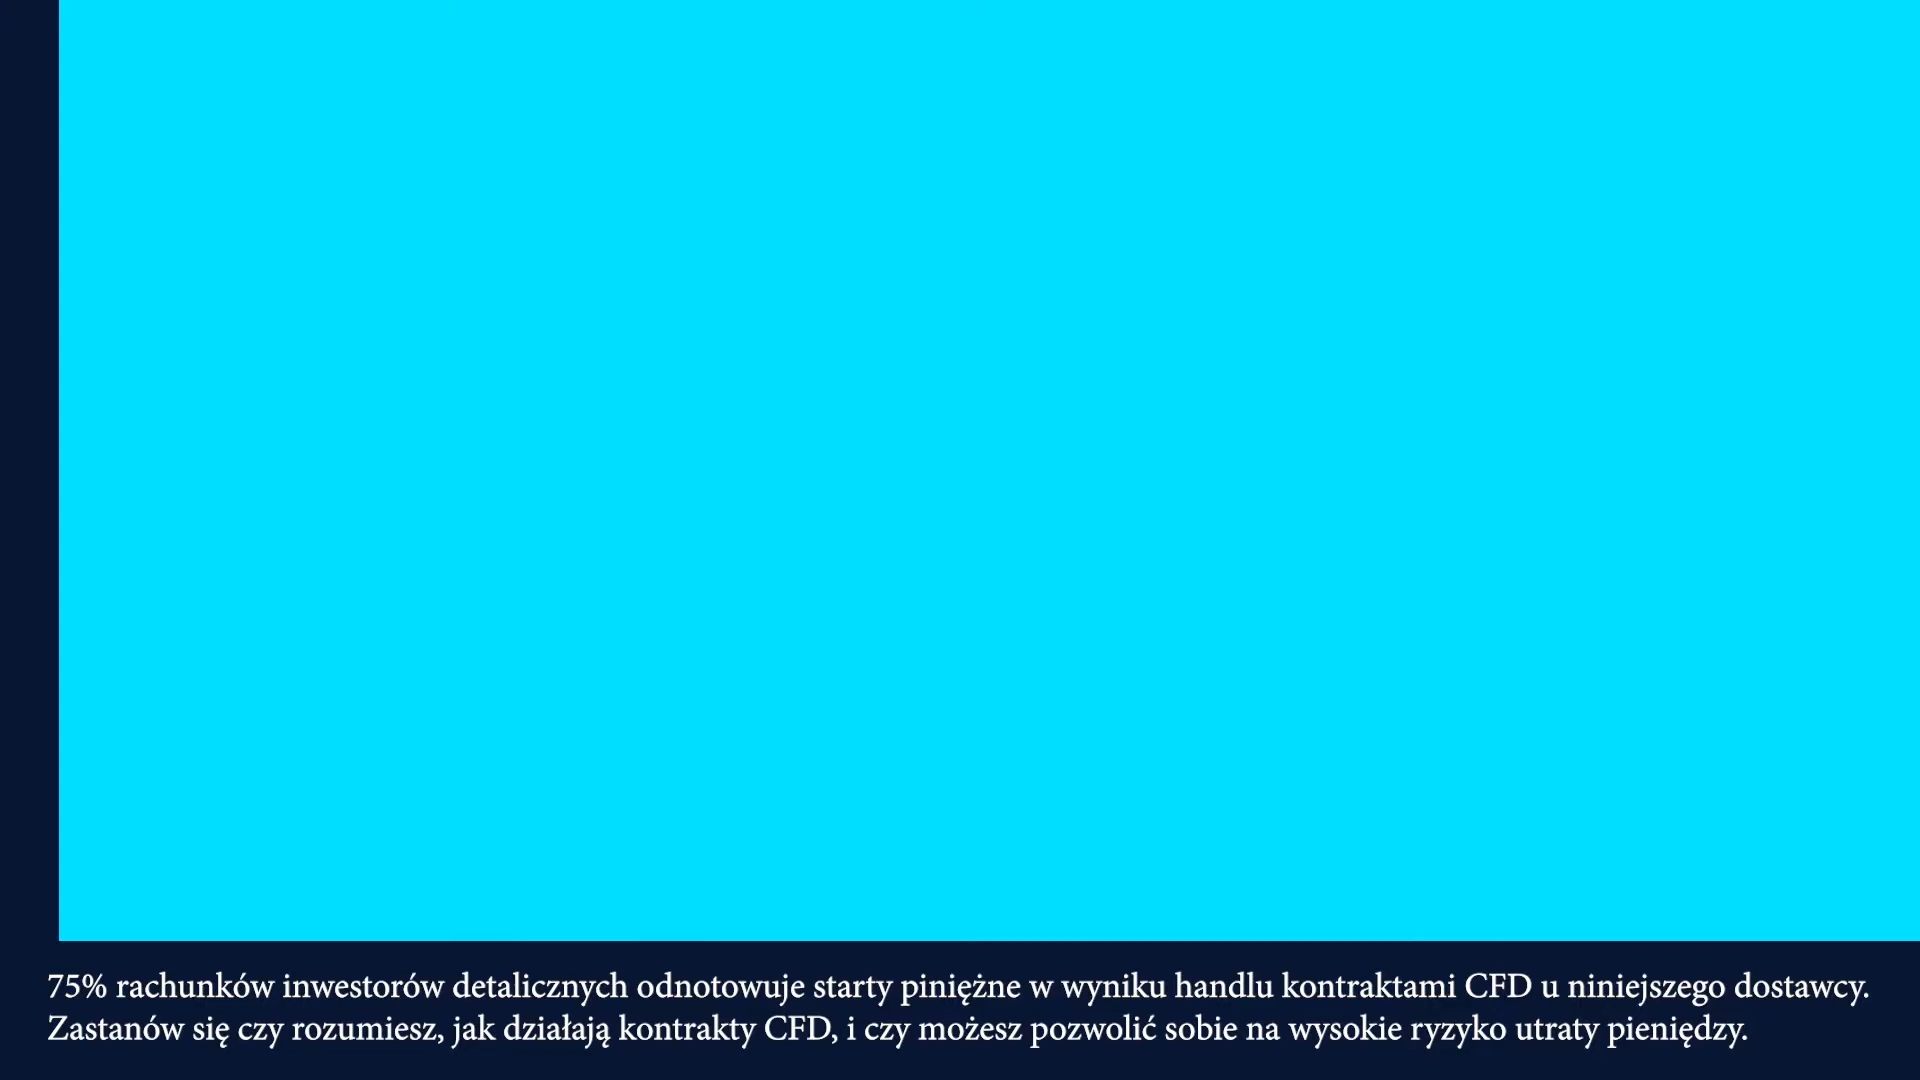 75% rachunków inwestorów detalicznych odnotowuje starty piniężne w wyniku handlu kontraktami CFD u niniejszego dostawcy.
Zastanów się czy rozumiesz, jak działają kontrakty CFD, i czy możesz pozwolić sobie na wysokie ryzyko utraty pieniędzy.